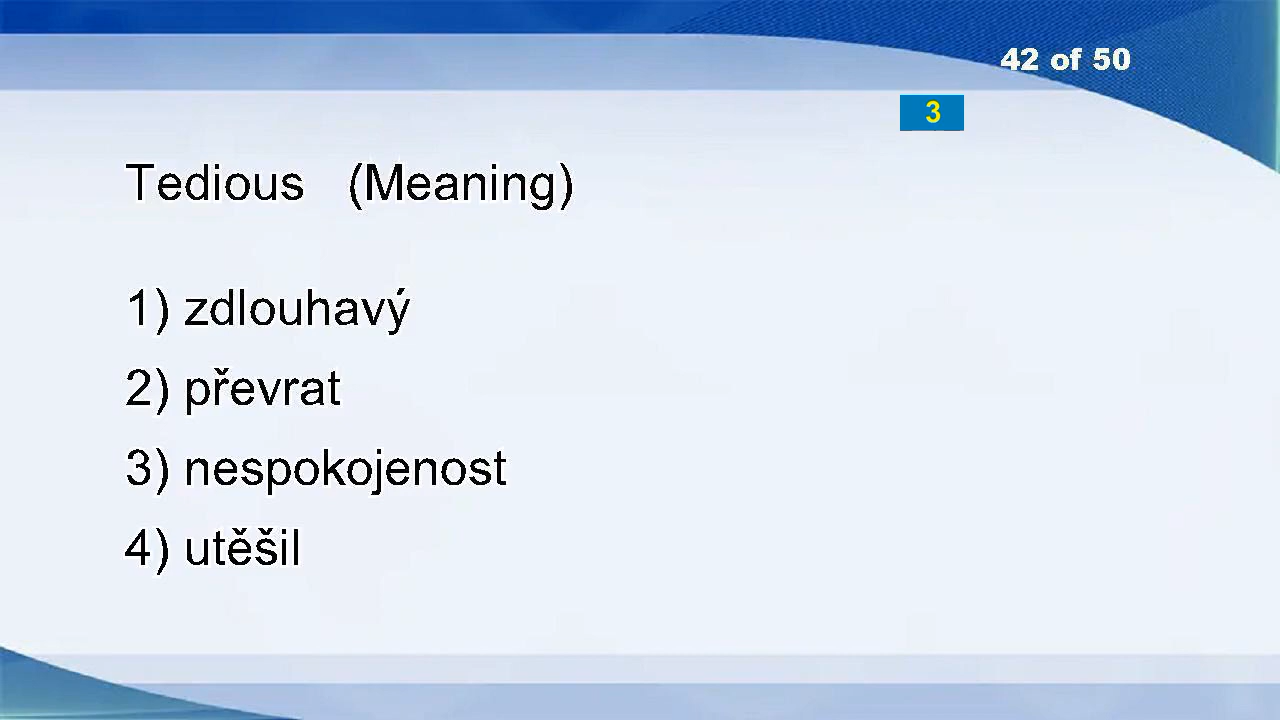 42 of 50
3
Tedious (Meaning)
1) zdlouhavý
2) převrat
3) nespokojenost
4) utěšil